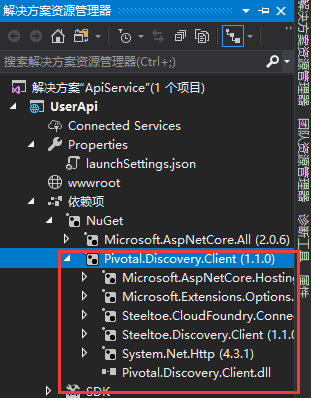 解决方案资源管理器
搜索解决方案资源管理器(Ctrl+;)
解决方案"ApiService"(1 个项目)
UserApi
Connected Services
Properties
launchSettings.json
wwwroot
依赖项
NuGet
Microsoft.AspNetCore.All (2.0.6)
Pivotal.Discovery.Client (1.1.0)
Microsoft.AspNetCore.Hosting
Microsoft.Extensions.Options.
Steeltoe.CloudFoundry.Conne
Steeltoe.Discovery.Client (1.1.0
System.Net.Http (4.3.1)
Pivotal.Discovery.Client.dll
SDK
解决方案资源管理器
团队资源管理器
诊断工具
属性